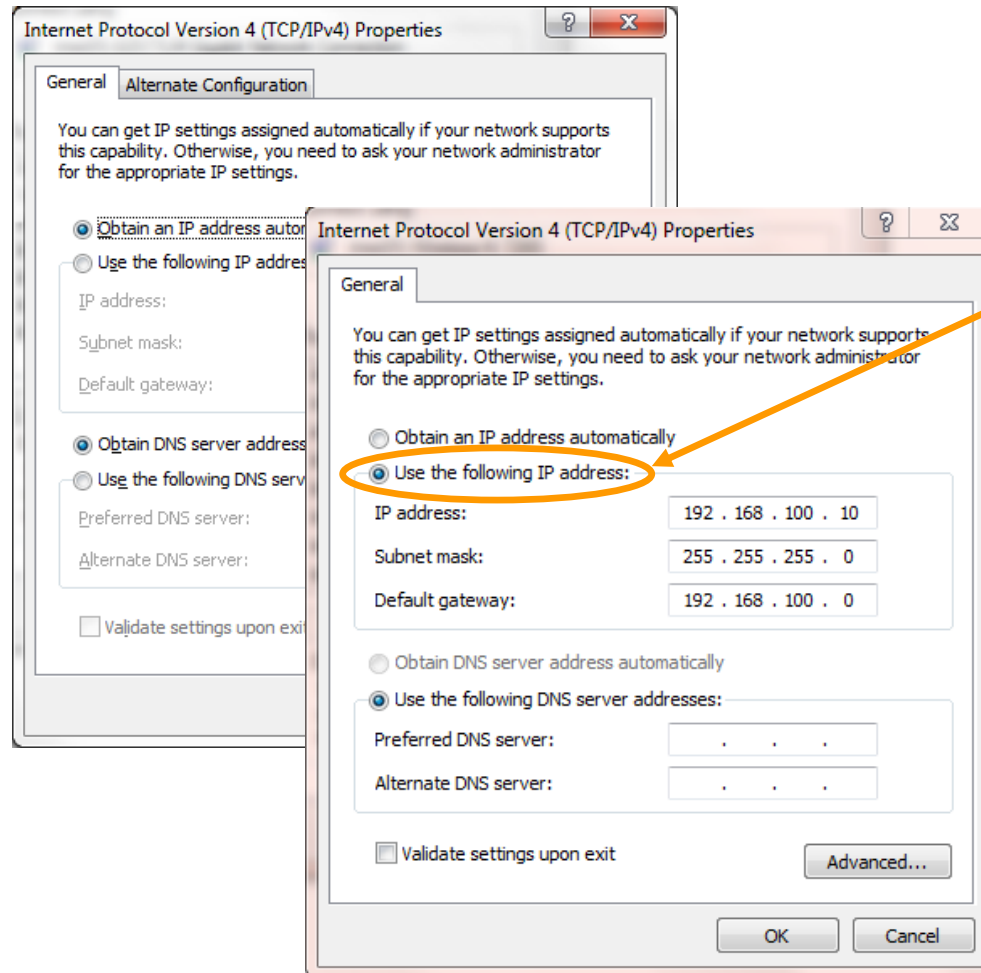 Internet Protocol Version 4 (TCP/IPv4) Properties
General
Alternate Configuration
You can get IP settings assigned automatically if your network supports
this capability. Otherwise, you need to ask your network administrator
for the appropriate IP settings.
Obtain an IP address autor
Use the following IP addres
IP address:
Subnet mask:
Default gateway:
Obtain DNS server address
Use the following DNS serv
Preferred DNS server:
Alternate DNS server:
Validate settings upon exit
Internet Protocol Version 4 (TCP/IPv4) Properties
General
You can get IP settings assigned automatically if your network supports
this capability. Otherwise, you need to ask your network administrator
for the appropriate IP settings.
Obtain an IP address automatically
Use the following IP address:
IP address: 192 . 168 . 100 . 10
Subnet mask: 255 . 255 . 255 . 0
Default gateway: 192 . 168 . 100 . 0
Obtain DNS server address automatically
Use the following DNS server addresses:
Preferred DNS server: . . .
Alternate DNS server: . . .
Validate settings upon exit
Advanced...
OK Cancel